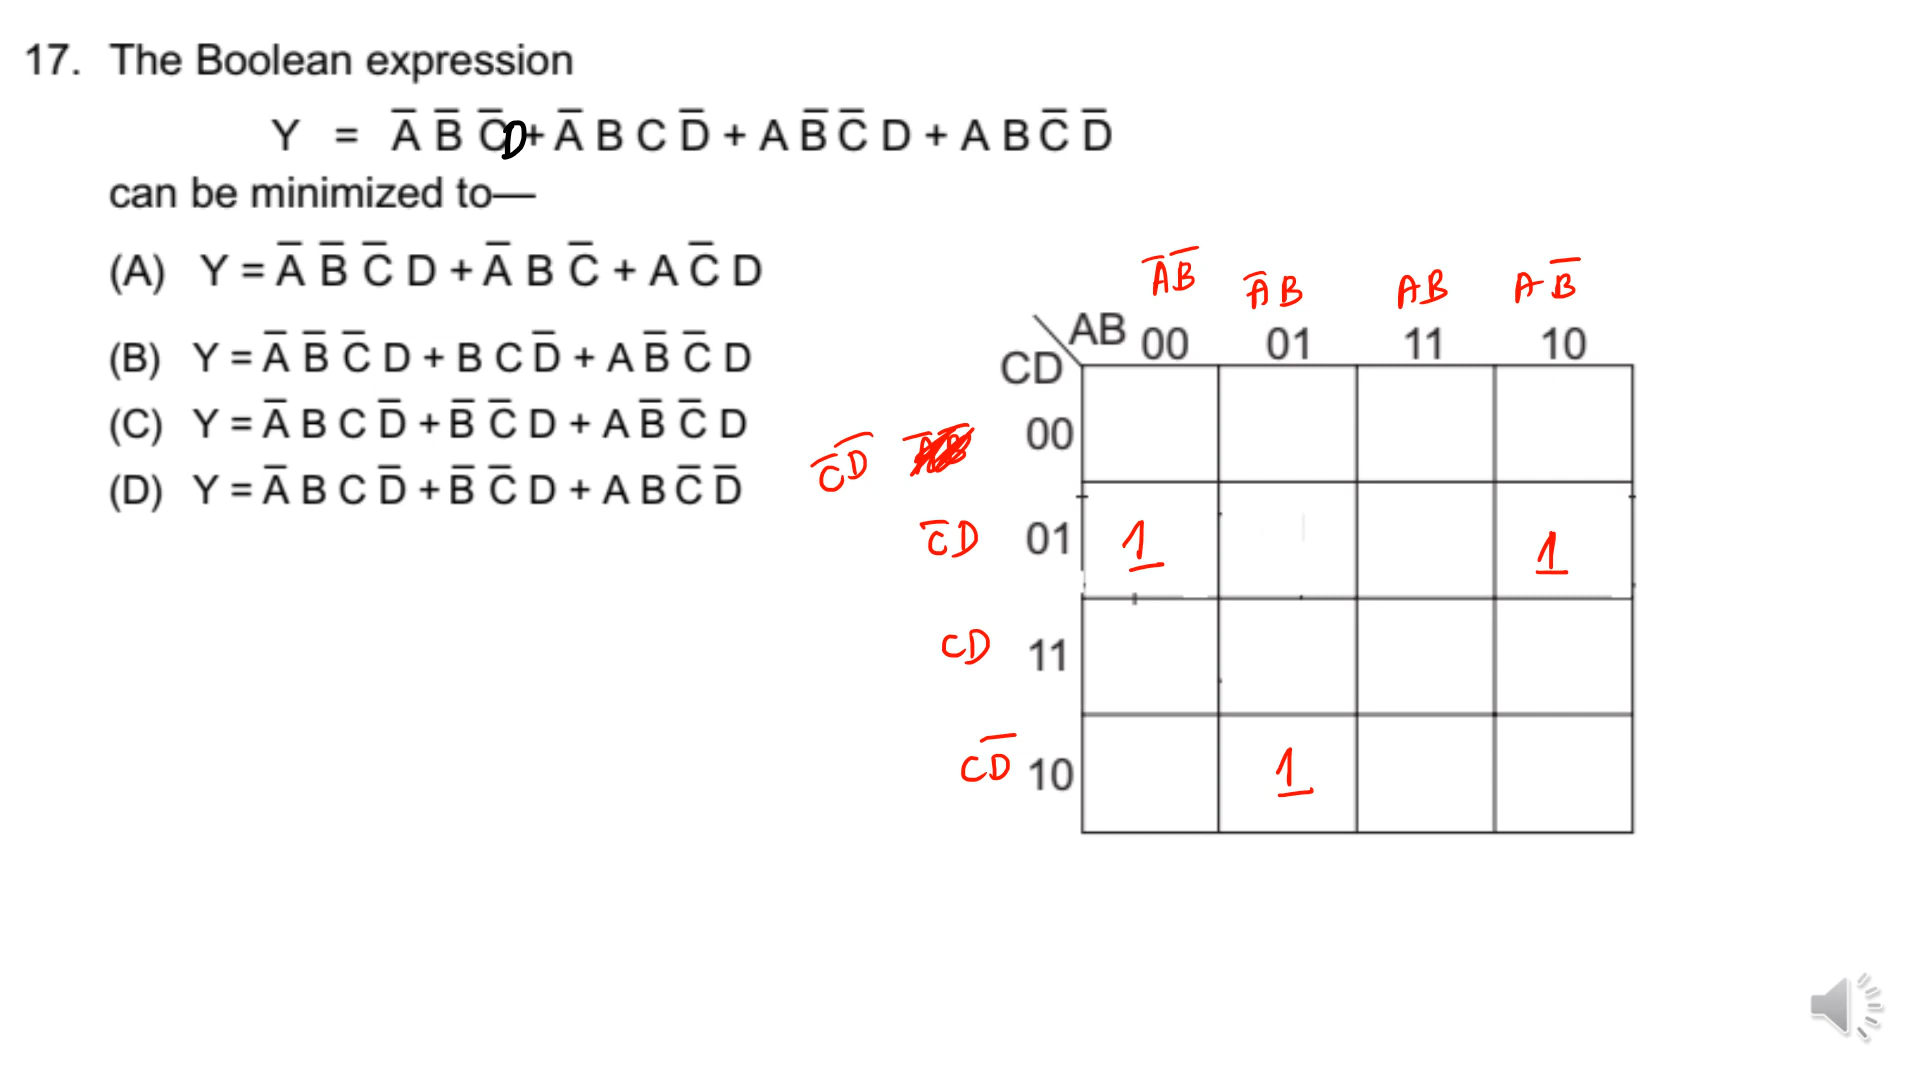 17. The Boolean expression
Y = A̅ B̅ C̅ D + A̅ B C D̅ + A B̅ C̅ D + A B C̅ D̅
can be minimized to—
(A) Y = A̅ B̅ C̅ D + A̅ B C̅ + A C̅ D
(B) Y = A̅ B̅ C̅ D + B C D̅ + A B̅ C̅ D
(C) Y = A̅ B C D̅ + B̅ C̅ D + A B̅ C̅ D
(D) Y = A̅ B C D̅ + B̅ C̅ D + A B C̅ D̅
A̅B̅ A̅B AB AB̅
AB 00 01 11 10
CD
C̅D̅ 00
C̅D 01 1 1
CD 11
CD̅ 10 1